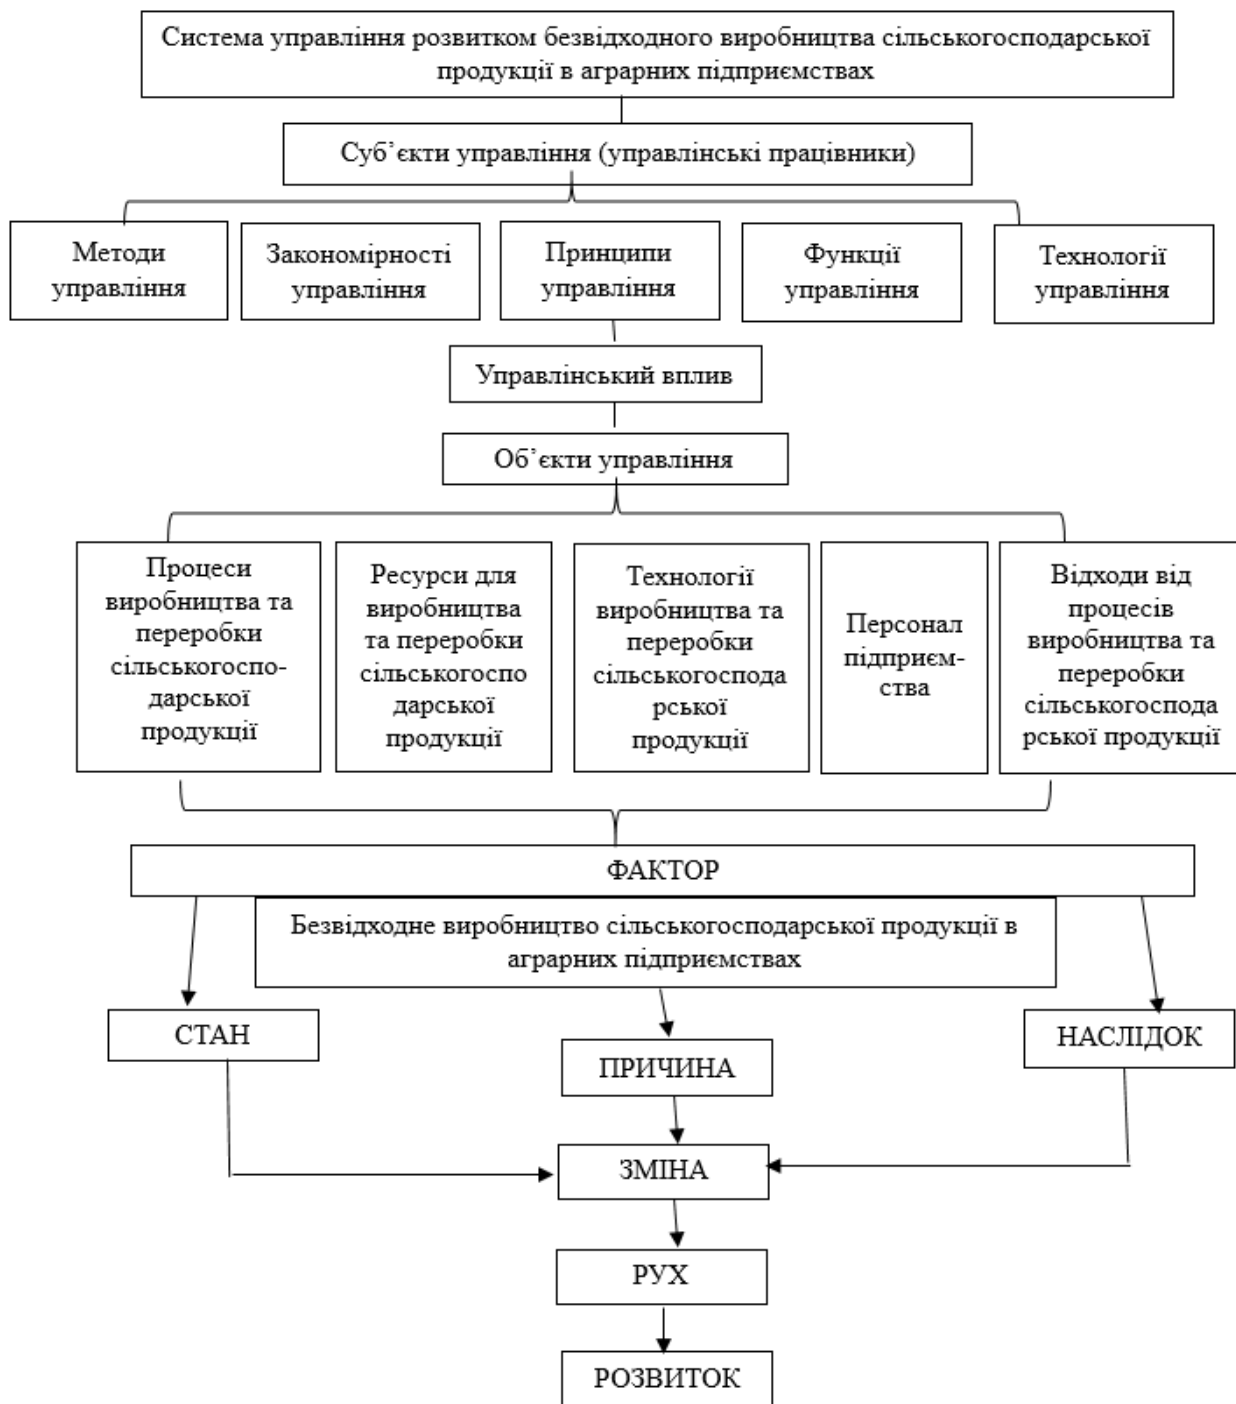 Система управління розвитком безвідходного виробництва сільськогосподарської
продукції в аграрних підприємствах
Суб’єкти управління (управлінські працівники)
Методи
управління
Закономірності
управління
Принципи
управління
Функції
управління
Технології
управління
Управлінський вплив
Об’єкти управління
Процеси
виробництва та
переробки
сільськогоспо-
дарської
продукції
Ресурси для
виробництва
та переробки
сільськогоспо
дарської
продукції
Технології
виробництва та
переробки
сільськогоспода
рської
продукції
Персонал
підприєм-
ства
Відходи від
процесів
виробництва та
переробки
сільськогоспода
рської продукції
ФАКТОР
Безвідходне виробництво сільськогосподарської продукції в
аграрних підприємствах
СТАН
ПРИЧИНА
НАСЛІДОК
ЗМІНА
РУХ
РОЗВИТОК